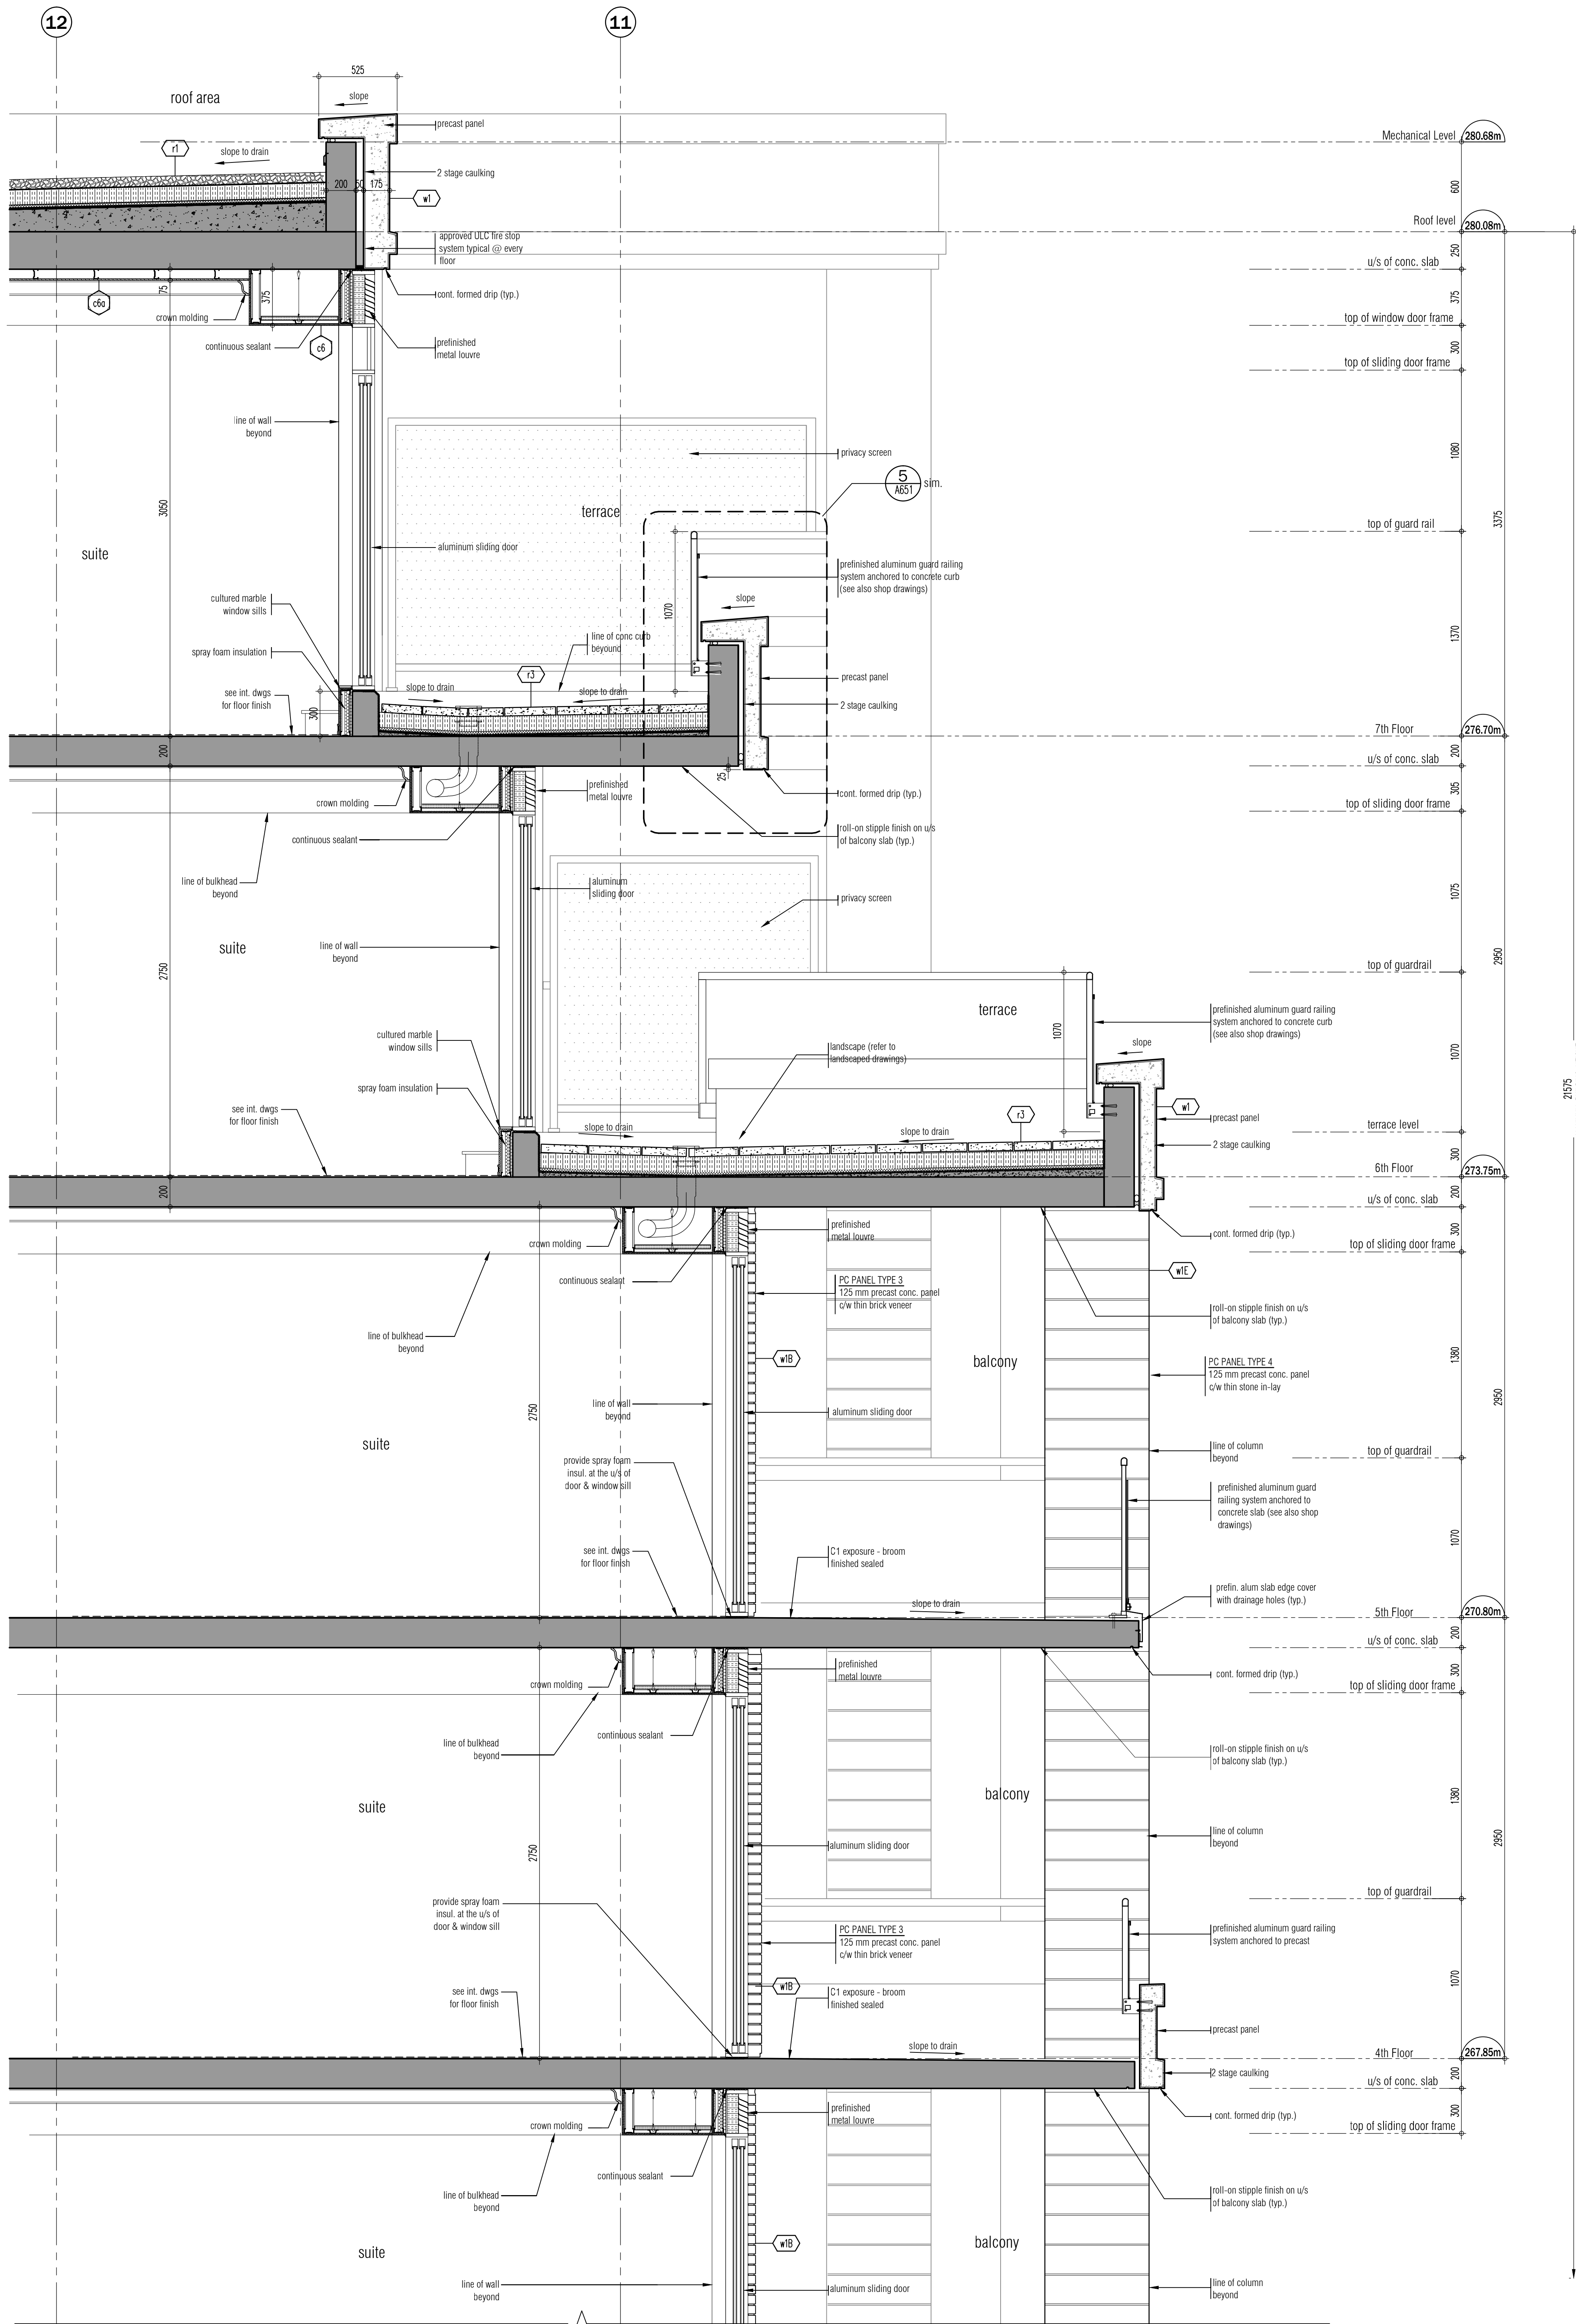 12
11
525
slope
roof area
precast panel
Mechanical Level
280.68m
r1
slope to drain
2 stage caulking
200
50
175
w1
600
Roof level
280.08m
approved ULC fire stop
system typical @ every
floor
250
u/s of conc. slab
75
c6a
375
cont. formed drip (typ.)
375
crown molding
top of window door frame
continuous sealant
c6
prefinished
metal louvre
300
top of sliding door frame
line of wall
beyond
privacy screen
1080
5
A651
sim.
3050
terrace
3375
top of guard rail
suite
aluminum sliding door
prefinished aluminum guard railing
system anchored to concrete curb
(see also shop drawings)
cultured marble
window sills
1070
slope
line of conc curb
beyound
1370
spray foam insulation
r3
precast panel
see int. dwgs
for floor finish
slope to drain
slope to drain
300
2 stage caulking
7th Floor
276.70m
200
200
u/s of conc. slab
25
305
crown molding
prefinished
metal louvre
cont. formed drip (typ.)
top of sliding door frame
continuous sealant
roll-on stipple finish on u/s
of balcony slab (typ.)
line of bulkhead
beyond
aluminum
sliding door
privacy screen
1075
suite
line of wall
beyond
2750
2950
top of guardrail
terrace
prefinished aluminum guard railing
system anchored to concrete curb
(see also shop drawings)
cultured marble
window sills
landscape (refer to
landscaped drawings)
1070
slope
1070
21575
spray foam insulation
see int. dwgs
for floor finish
r3
w1
precast panel
slope to drain
slope to drain
terrace level
2 stage caulking
300
6th Floor
273.75m
200
200
u/s of conc. slab
crown molding
prefinished
metal louvre
cont. formed drip (typ.)
300
top of sliding door frame
continuous sealant
PC PANEL TYPE 3
125 mm precast conc. panel
c/w thin brick veneer
w1E
line of bulkhead
beyond
roll-on stipple finish on u/s
of balcony slab (typ.)
w1B
balcony
1380
PC PANEL TYPE 4
125 mm precast conc. panel
c/w thin stone in-lay
2750
line of wall
beyond
aluminum sliding door
2950
suite
line of column
beyond
top of guardrail
provide spray foam
insul. at the u/s of
door & window sill
prefinished aluminum guard
railing system anchored to
concrete slab (see also shop
drawings)
see int. dwgs
for floor finish
C1 exposure - broom
finished sealed
1070
slope to drain
prefin. alum slab edge cover
with drainage holes (typ.)
5th Floor
270.80m
200
u/s of conc. slab
crown molding
prefinished
metal louvre
cont. formed drip (typ.)
300
top of sliding door frame
continuous sealant
line of bulkhead
beyond
roll-on stipple finish on u/s
of balcony slab (typ.)
suite
balcony
1380
2750
aluminum sliding door
line of column
beyond
2950
provide spray foam
insul. at the u/s of
door & window sill
top of guardrail
PC PANEL TYPE 3
125 mm precast conc. panel
c/w thin brick veneer
prefinished aluminum guard railing
system anchored to precast
see int. dwgs
for floor finish
w1B
C1 exposure - broom
finished sealed
1070
slope to drain
precast panel
4th Floor
267.85m
2 stage caulking
200
u/s of conc. slab
crown molding
prefinished
metal louvre
cont. formed drip (typ.)
300
top of sliding door frame
continuous sealant
line of bulkhead
beyond
roll-on stipple finish on u/s
of balcony slab (typ.)
suite
w1B
balcony
line of wall
beyond
aluminum sliding door
line of column
beyond